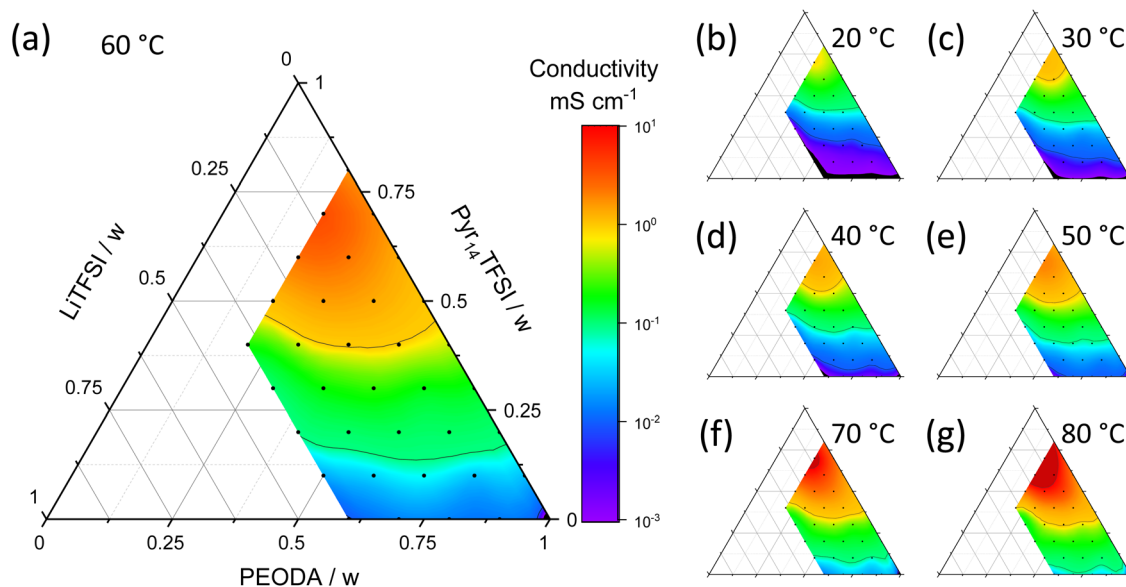 (a)
60 °C
0
1
0.25
0.75
0.5
0.5
0.75
0.25
1
0
0
0.25
0.5
0.75
1
LiTFSI / w
Pyr₁₄TFSI / w
PEODA / w
Conductivity
mS cm⁻¹
10¹
10⁰
10⁻¹
10⁻²
10⁻³
(b)
20 °C
(c)
30 °C
(d)
40 °C
(e)
50 °C
(f)
70 °C
(g)
80 °C